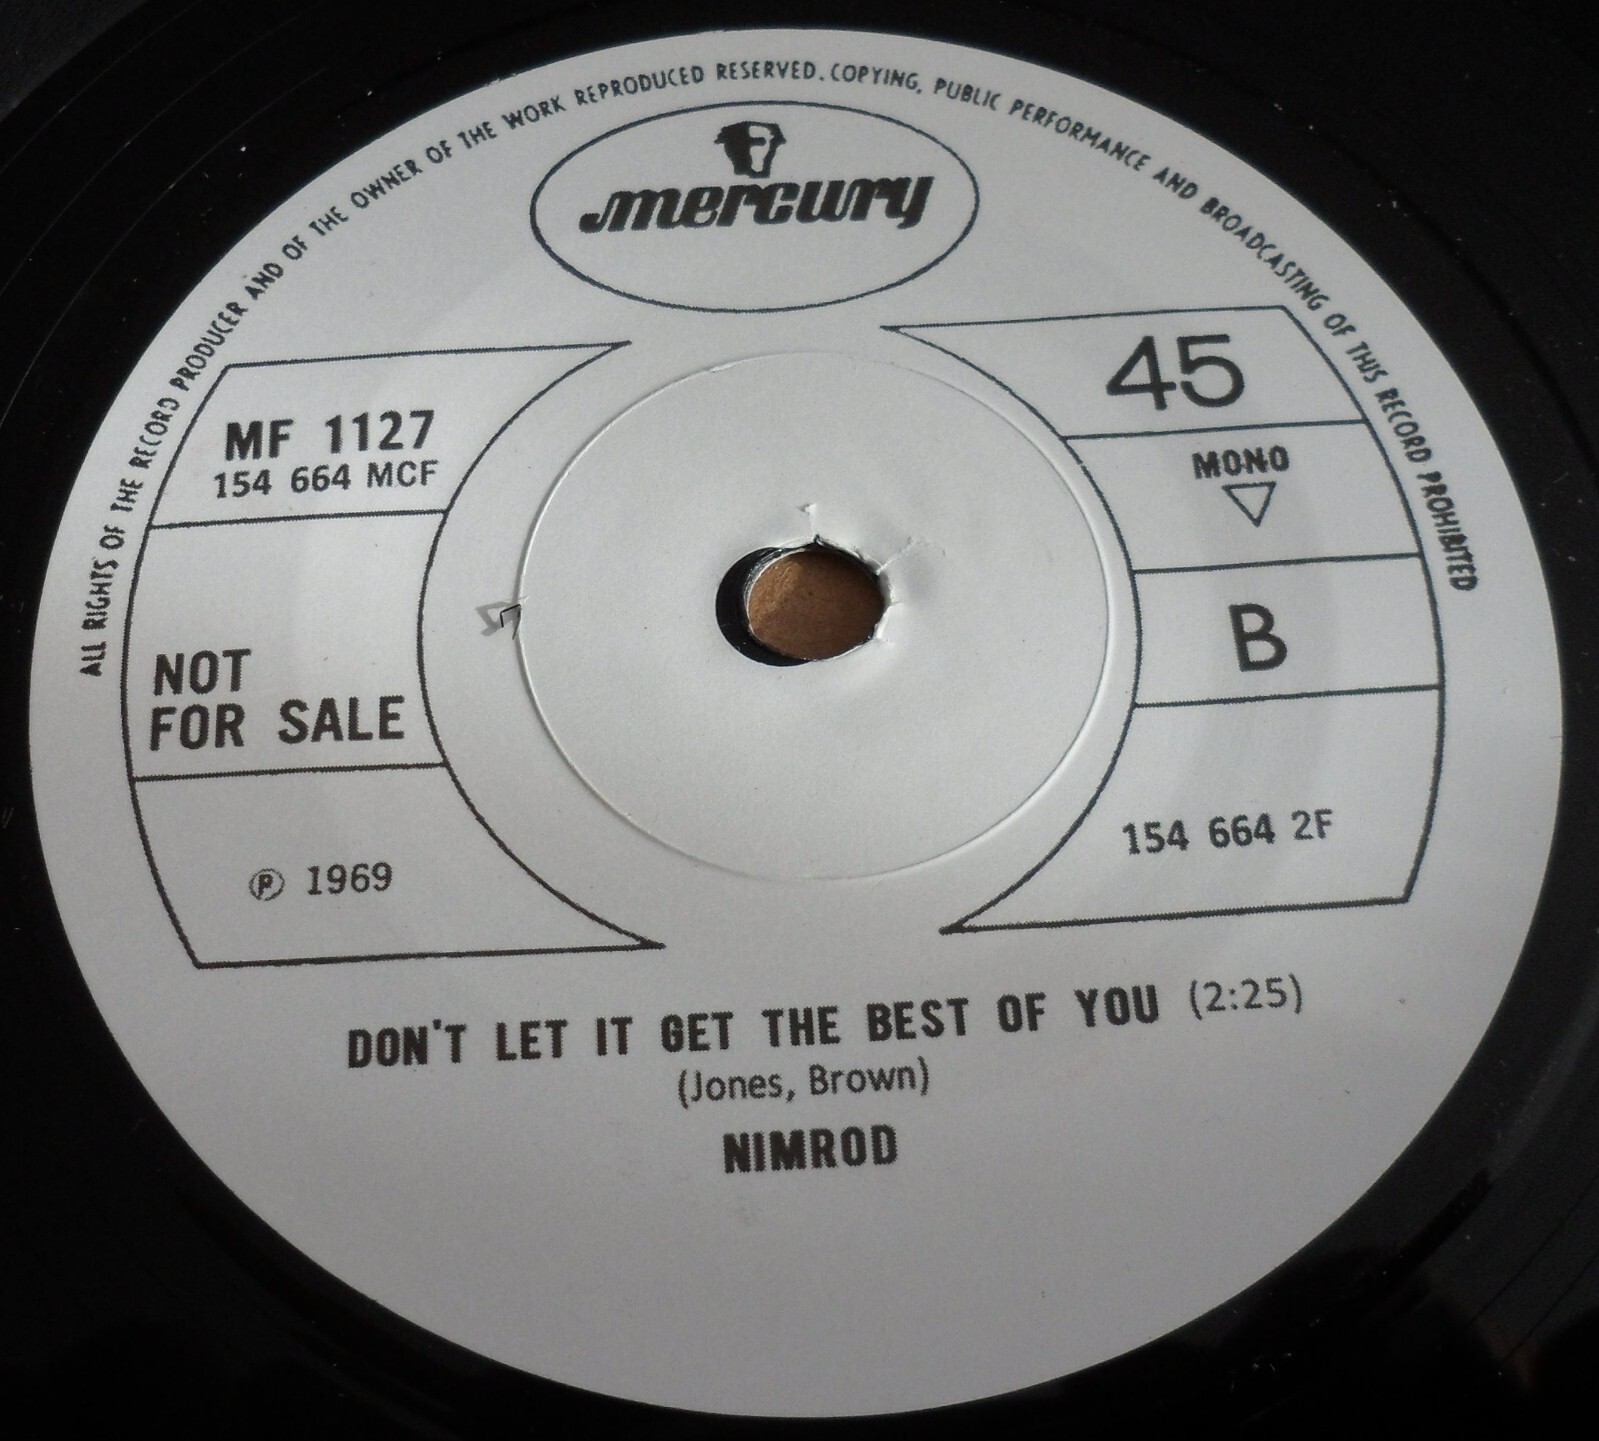 ALL RIGHTS OF THE RECORD PRODUCER AND OF THE OWNER OF THE WORK REPRODUCED RESERVED. COPYING, PUBLIC PERFORMANCE AND BROADCASTING OF THIS RECORD PROHIBITED
mercury
MF 1127
154 664 MCF
NOT
FOR SALE
℗ 1969
45
MONO
B
154 664 2F
DON'T LET IT GET THE BEST OF YOU (2:25)
(Jones, Brown)
NIMROD